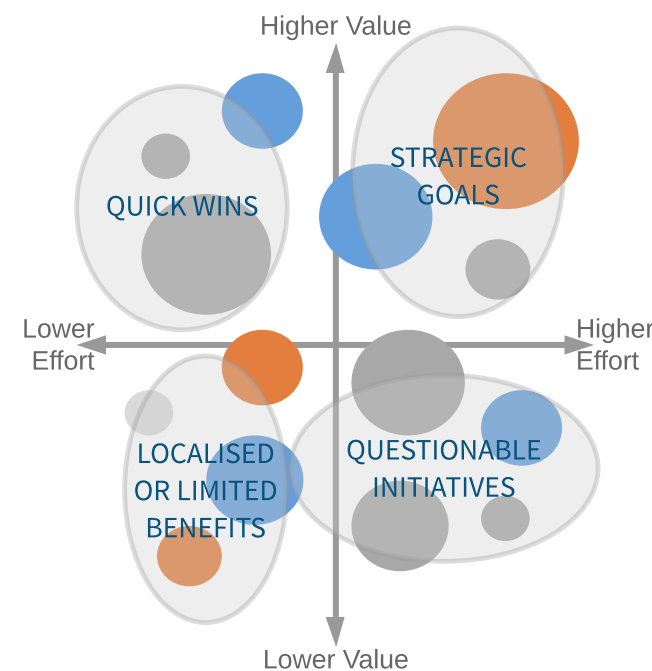 Higher Value
STRATEGIC
GOALS
QUICK WINS
Lower
Effort
Higher
Effort
LOCALISED
OR LIMITED
BENEFITS
QUESTIONABLE
INITIATIVES
Lower Value